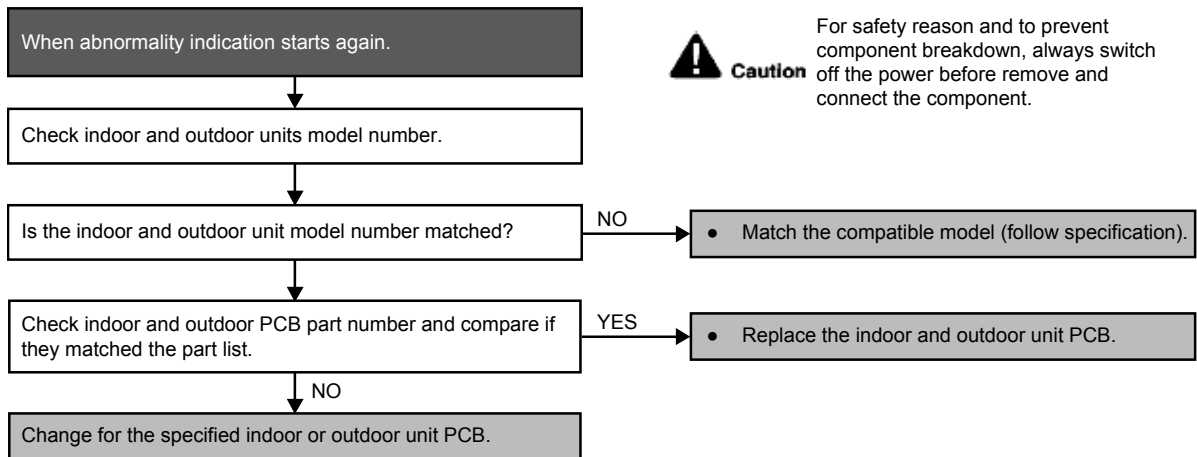 When abnormality indication starts again.
For safety reason and to prevent
component breakdown, always switch
off the power before remove and
connect the component.
Caution
Check indoor and outdoor units model number.
Is the indoor and outdoor unit model number matched?
NO
● Match the compatible model (follow specification).
Check indoor and outdoor PCB part number and compare if
they matched the part list.
YES
● Replace the indoor and outdoor unit PCB.
NO
Change for the specified indoor or outdoor unit PCB.